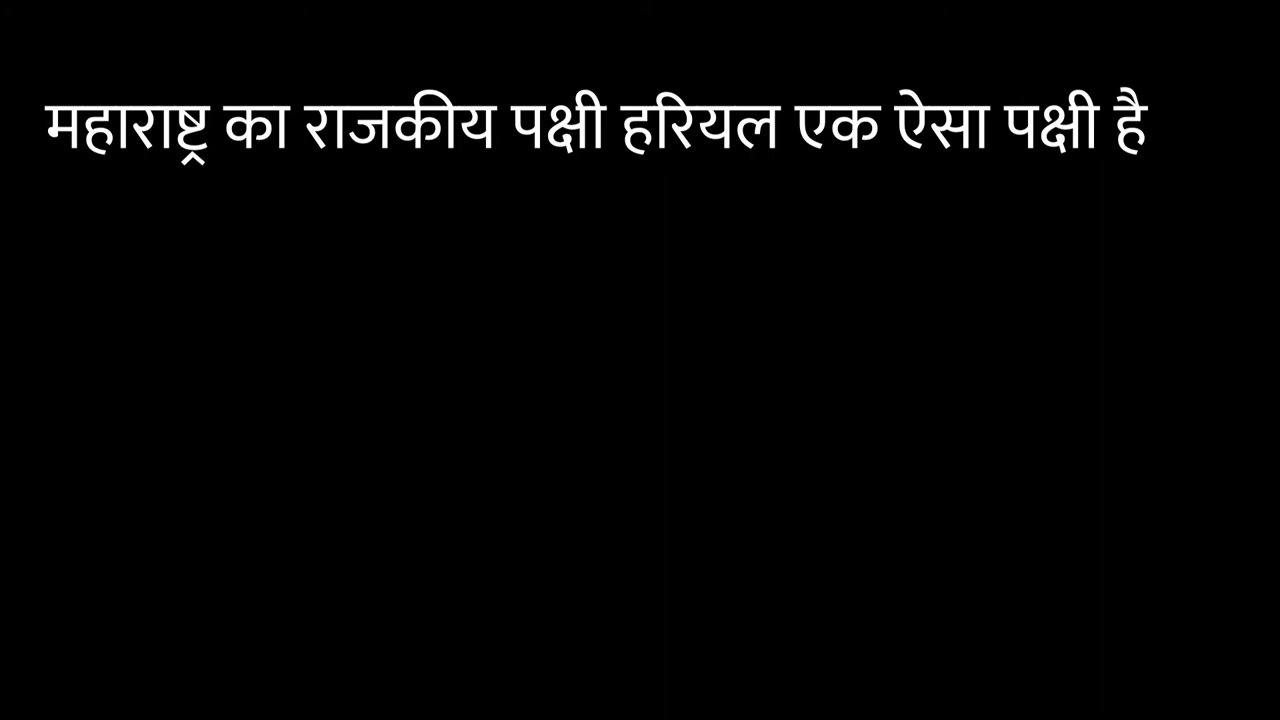 महाराष्ट्र का राजकीय पक्षी हरियल एक ऐसा पक्षी है